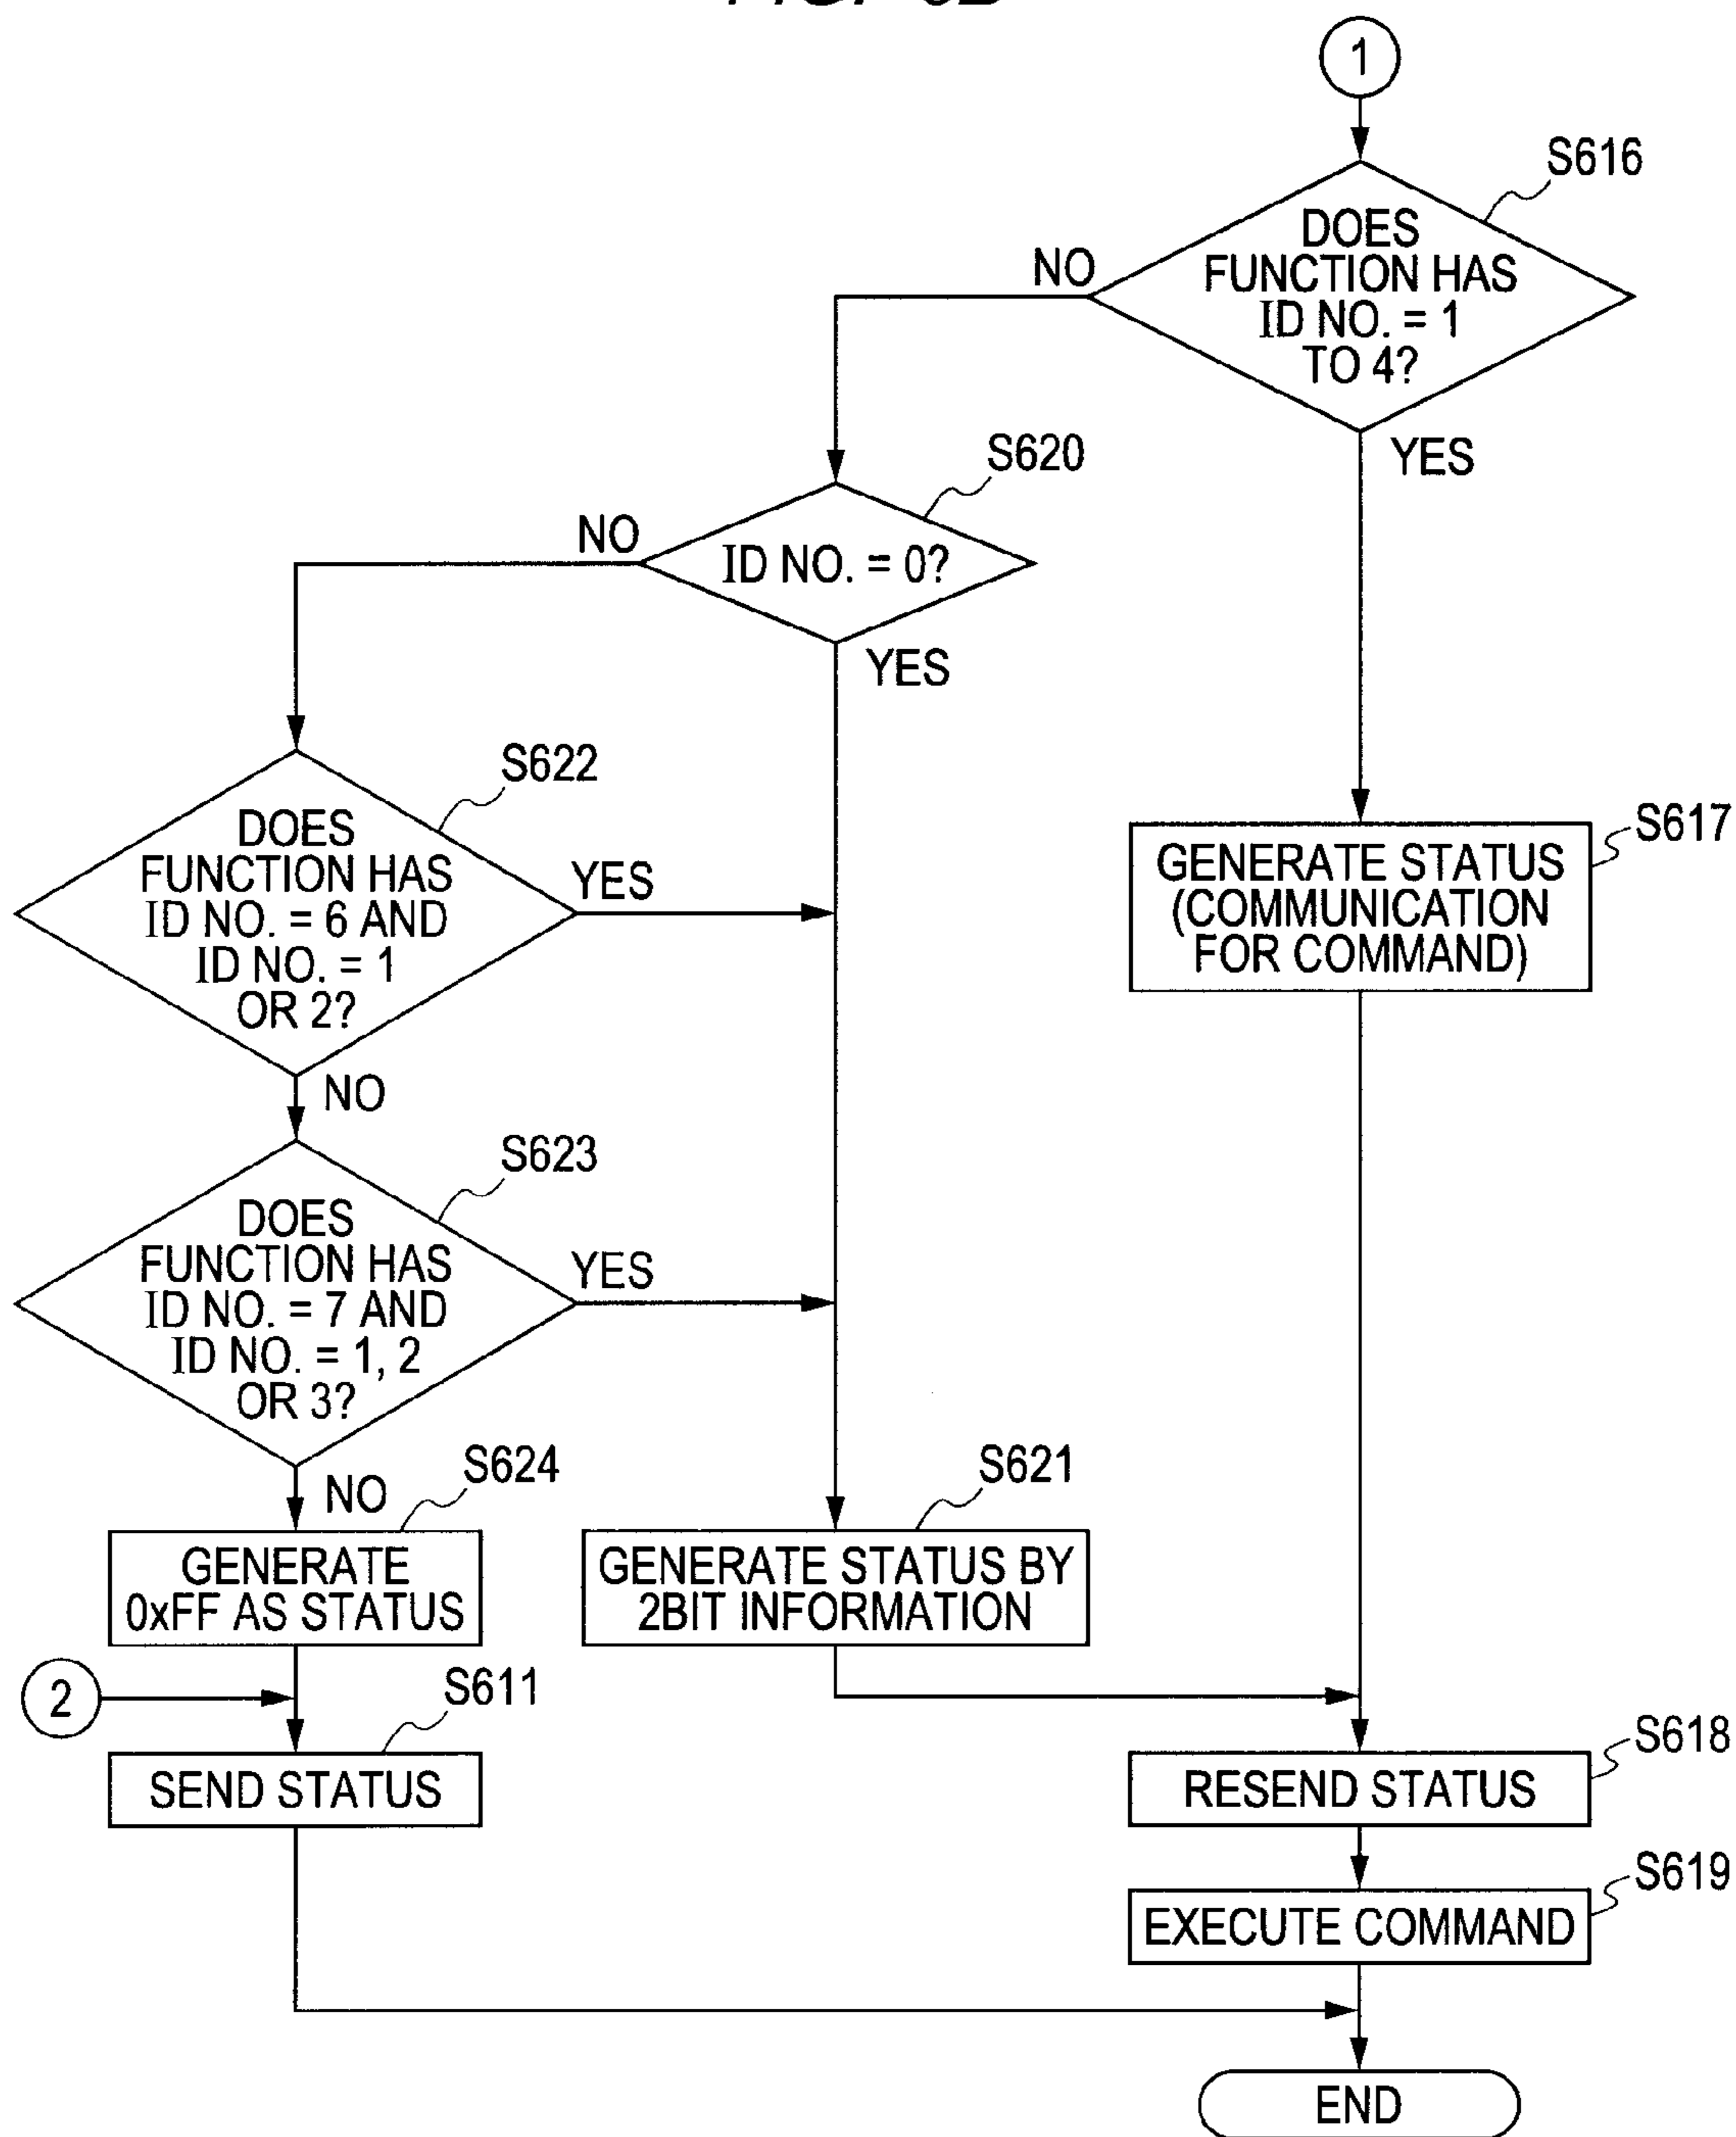 1
S616
DOES
FUNCTION HAS
ID NO. = 1
TO 4?
NO
YES
S620
ID NO. = 0?
NO
YES
S622
DOES
FUNCTION HAS
ID NO. = 6 AND
ID NO. = 1
OR 2?
YES
NO
S617
GENERATE STATUS
(COMMUNICATION
FOR COMMAND)
S623
DOES
FUNCTION HAS
ID NO. = 7 AND
ID NO. = 1, 2
OR 3?
YES
NO
S624
GENERATE
0xFF AS STATUS
S621
GENERATE STATUS BY
2BIT INFORMATION
2
S611
SEND STATUS
S618
RESEND STATUS
S619
EXECUTE COMMAND
END